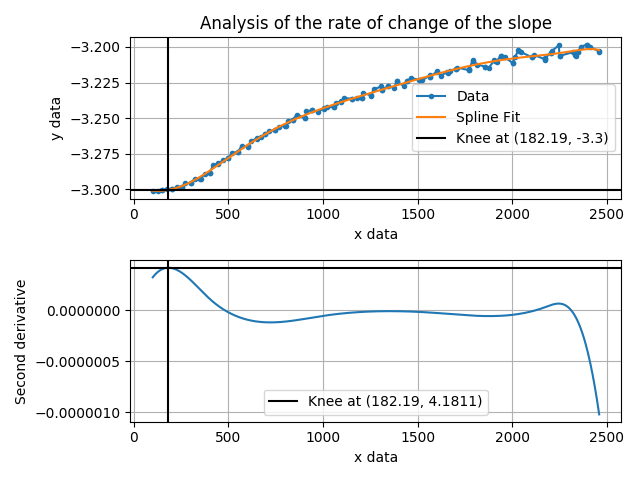 Analysis of the rate of change of the slope
−3.200
−3.225
−3.250
−3.275
−3.300
y data
Data
Spline Fit
Knee at (182.19, -3.3)
0 500 1000 1500 2000 2500
x data
0.0000000
−0.0000005
−0.0000010
Second derivative
Knee at (182.19, 4.1811)
0 500 1000 1500 2000 2500
x data